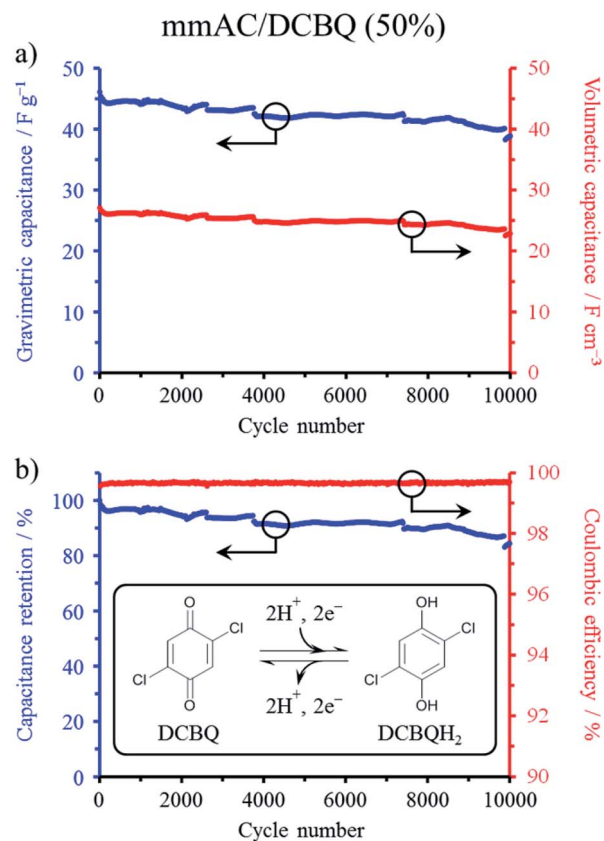 mmAC/DCBQ (50%)
a)
Gravimetric capacitance / F g⁻¹
50
40
30
20
10
0
Volumetric capacitance / F cm⁻³
50
40
30
20
10
0
0 2000 4000 6000 8000 10000
Cycle number
b)
Capacitance retention / %
100
80
60
40
20
0
Coulombic efficiency / %
100
98
96
94
92
90
O
Cl
Cl
O
DCBQ
2H⁺, 2e⁻
2H⁺, 2e⁻
OH
Cl
Cl
OH
DCBQH₂
0 2000 4000 6000 8000 10000
Cycle number